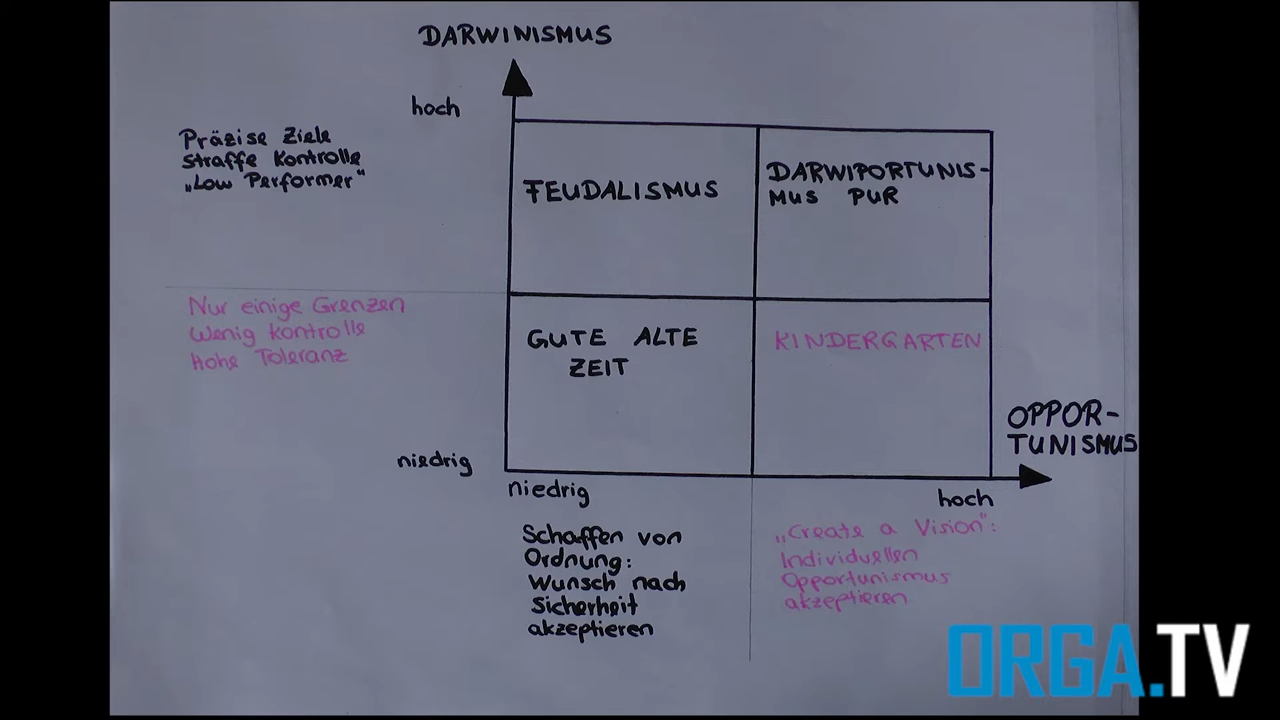 DARWINISMUS
hoch
Präzise Ziele
straffe Kontrolle
„Low Performer“
FEUDALISMUS
DARWIPORTUNIS-
MUS PUR
Nur einige Grenzen
Wenig Kontrolle
Hohe Toleranz
GUTE ALTE
ZEIT
KINDERGARTEN
OPPOR-
TUNISMUS
niedrig
niedrig
hoch
Schaffen von
Ordnung:
Wunsch nach
Sicherheit
akzeptieren
„Create a Vision“:
Individuellen
Opportunismus
akzeptieren
ORGA.TV